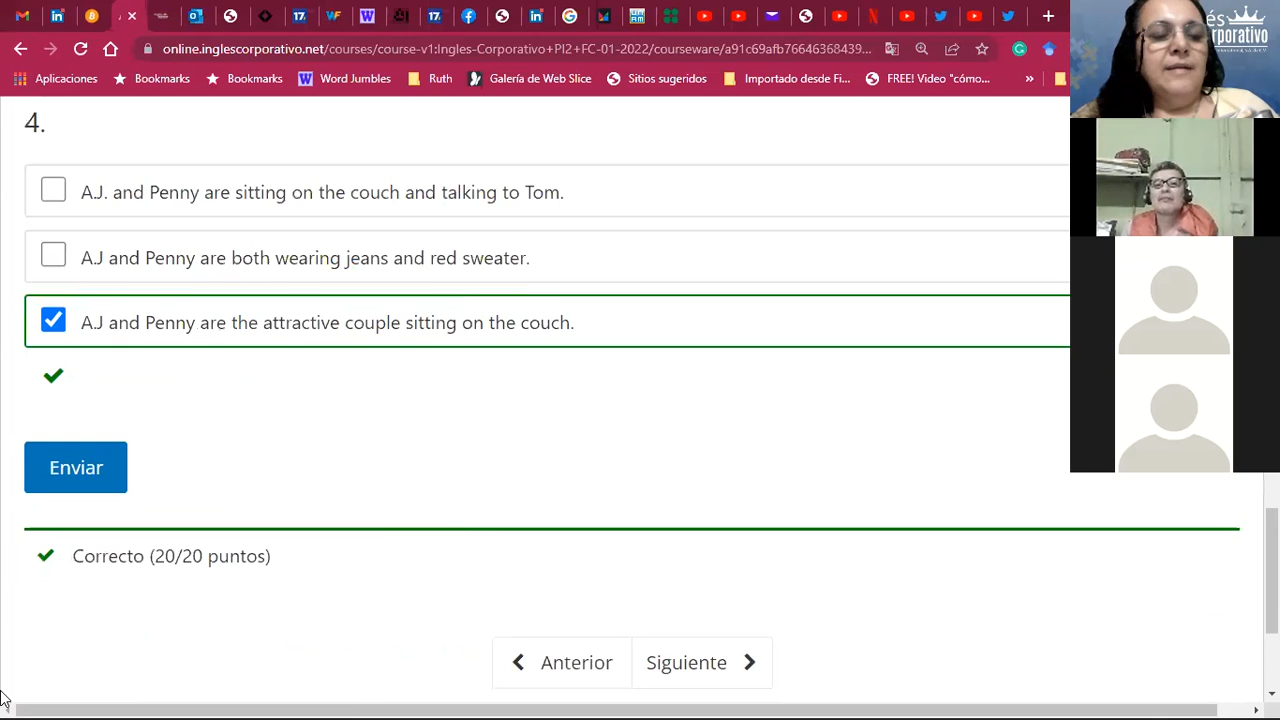 online.inglescorporativo.net/courses/course-v1:Ingles-Corporativo+PI2+FC-01-2022/courseware/a91c69afb76646368439...
Aplicaciones Bookmarks Bookmarks Word Jumbles Ruth Galería de Web Slice Sitios sugeridos Importado desde Fi... FREE! Video "cómo... »
és
rporativo
4.
A.J. and Penny are sitting on the couch and talking to Tom.
A.J and Penny are both wearing jeans and red sweater.
A.J and Penny are the attractive couple sitting on the couch.
Enviar
Correcto (20/20 puntos)
Anterior Siguiente